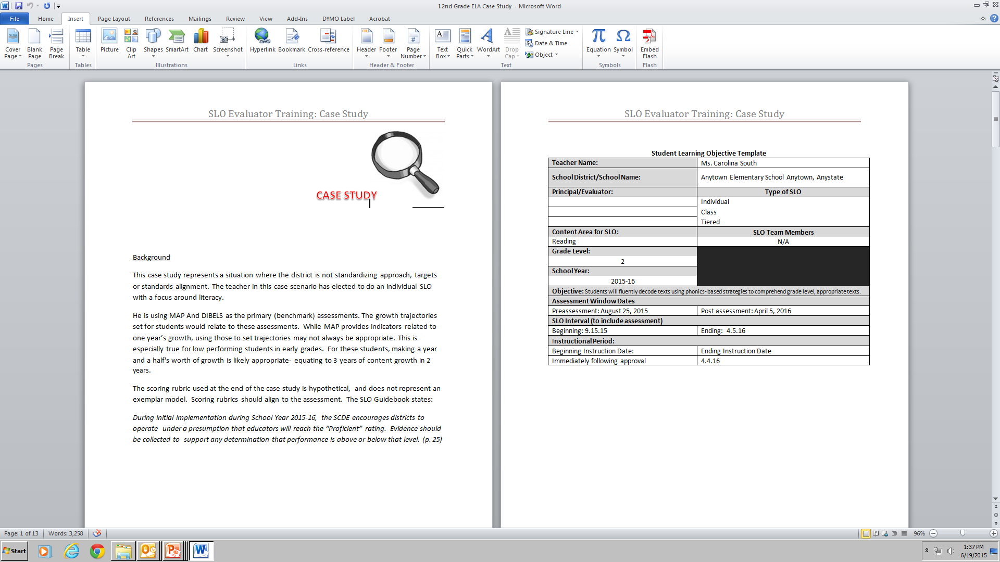 I.2nd Grade ELA Case Study - Microsoft Word
File Home Insert Page Layout References Mailings Review View Add-Ins DYMO Label Acrobat
Cover Page
Blank Page
Page Break
Pages
Table
Tables
Picture
Clip Art
Shapes
SmartArt
Chart
Screenshot
Illustrations
Hyperlink
Bookmark
Cross-reference
Links
Header
Footer
Page Number
Header & Footer
Text Box
Quick Parts
WordArt
Drop Cap
Signature Line
Date & Time
Object
Text
Equation
Symbol
Symbols
Embed Flash
Flash
SLO Evaluator Training: Case Study
CASE STUDY
Background
This case study represents a situation where the district is not standardizing approach, targets
or standards alignment. The teacher in this case scenario has elected to do an individual SLO
with a focus around literacy.
He is using MAP And DIBELS as the primary (benchmark) assessments. The growth trajectories
set for students would relate to these assessments. While MAP provides indicators related to
one year's growth, using those to set trajectories may not always be appropriate. This is
especially true for low performing students in early grades. For these students, making a year
and a half's worth of growth is likely appropriate- equating to 3 years of content growth in 2
years.
The scoring rubric used at the end of the case study is hypothetical, and does not represent an
exemplar model. Scoring rubrics should align to the assessment. The SLO Guidebook states:
During initial implementation during School Year 2015-16, the SCDE encourages districts to
operate under a presumption that educators will reach the “Proficient” rating. Evidence should
be collected to support any determination that performance is above or below that level. (p. 25)
SLO Evaluator Training: Case Study
Student Learning Objective Template
Teacher Name: Ms. Carolina South
School District/School Name: Anytown Elementary School Anytown, Anystate
Principal/Evaluator: Type of SLO
Individual
Class
Tiered
Content Area for SLO: SLO Team Members
Reading N/A
Grade Level:
2
School Year:
2015-16
Objective: Students will fluently decode texts using phonics-based strategies to comprehend grade level, appropriate texts.
Assessment Window Dates
Preassessment: August 25, 2015 Post assessment: April 5, 2016
SLO Interval (to include assessment)
Beginning: 9.15.15 Ending: 4.5.16
Instructional Period:
Beginning Instruction Date: Ending Instruction Date
Immediately following approval 4.4.16
Page: 1 of 13 Words: 3,258 96%
Start
1:37 PM
6/19/2015